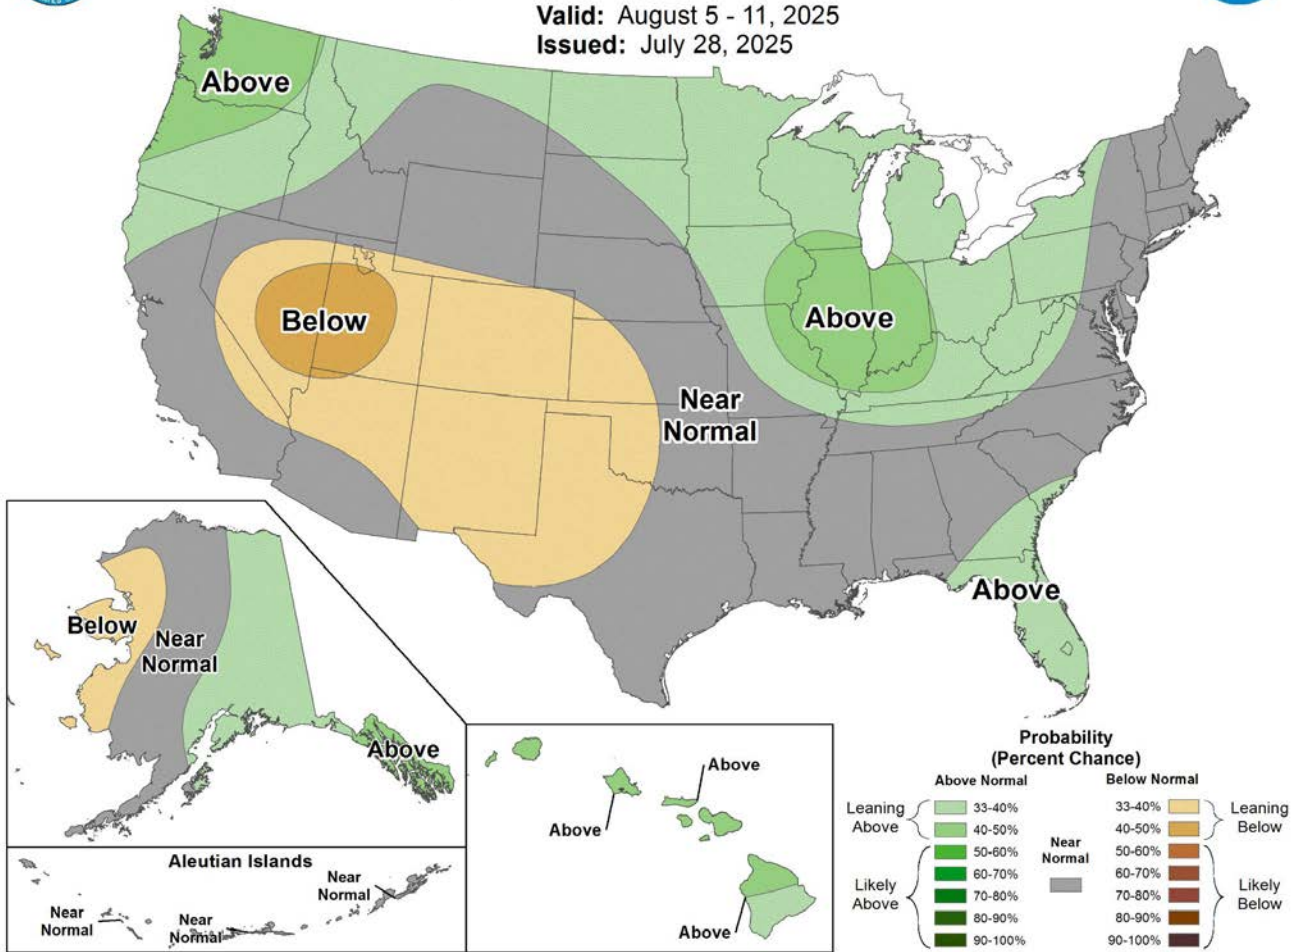 Valid: August 5 - 11, 2025
Issued: July 28, 2025
Above
Below
Above
Near
Normal
Above
Below
Near
Normal
Above
Aleutian Islands
Near
Normal
Near
Normal
Near
Normal
Above
Above
Above
Probability
(Percent Chance)
Above Normal
Below Normal
Leaning
Above
33-40%
40-50%
Likely
Above
50-60%
60-70%
70-80%
80-90%
90-100%
Near
Normal
33-40%
40-50%
Leaning
Below
50-60%
60-70%
70-80%
80-90%
90-100%
Likely
Below